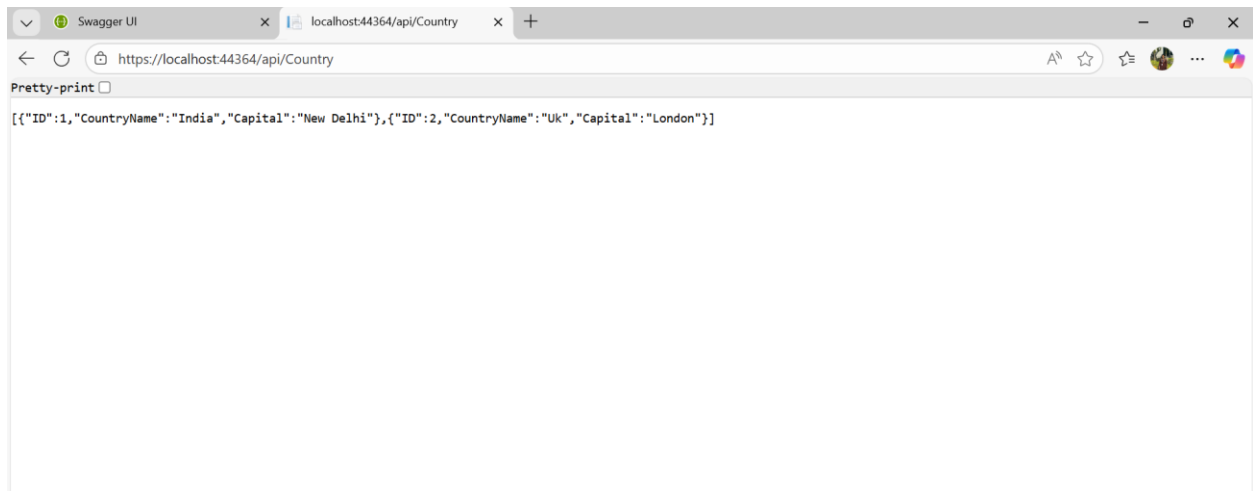 Swagger UI localhost:44364/api/Country
https://localhost:44364/api/Country
Pretty-print
[{"ID":1,"CountryName":"India","Capital":"New Delhi"},{"ID":2,"CountryName":"Uk","Capital":"London"}]